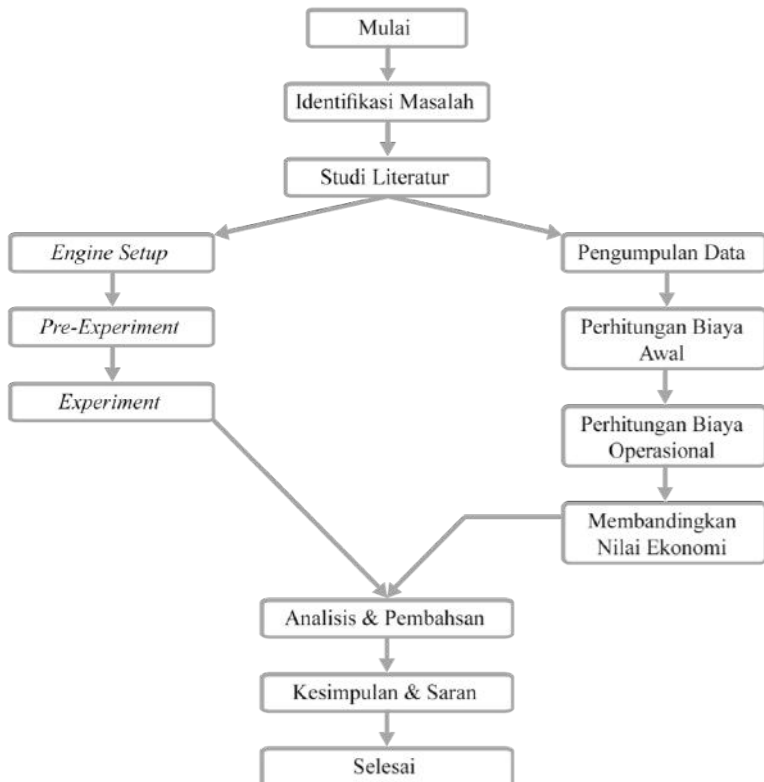 Mulai
Identifikasi Masalah
Studi Literatur
Engine Setup
Pre-Experiment
Experiment
Pengumpulan Data
Perhitungan Biaya
Awal
Perhitungan Biaya
Operasional
Membandingkan
Nilai Ekonomi
Analisis & Pembahsan
Kesimpulan & Saran
Selesai